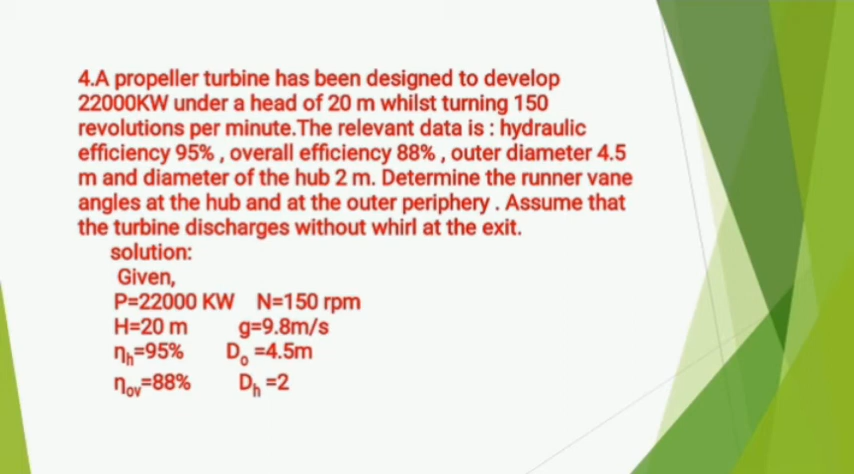 4.A propeller turbine has been designed to develop
22000KW under a head of 20 m whilst turning 150
revolutions per minute.The relevant data is : hydraulic
efficiency 95% , overall efficiency 88% , outer diameter 4.5
m and diameter of the hub 2 m. Determine the runner vane
angles at the hub and at the outer periphery . Assume that
the turbine discharges without whirl at the exit.
solution:
Given,
P=22000 KW N=150 rpm
H=20 m g=9.8m/s
ηh=95% Do =4.5m
ηov=88% Dh =2